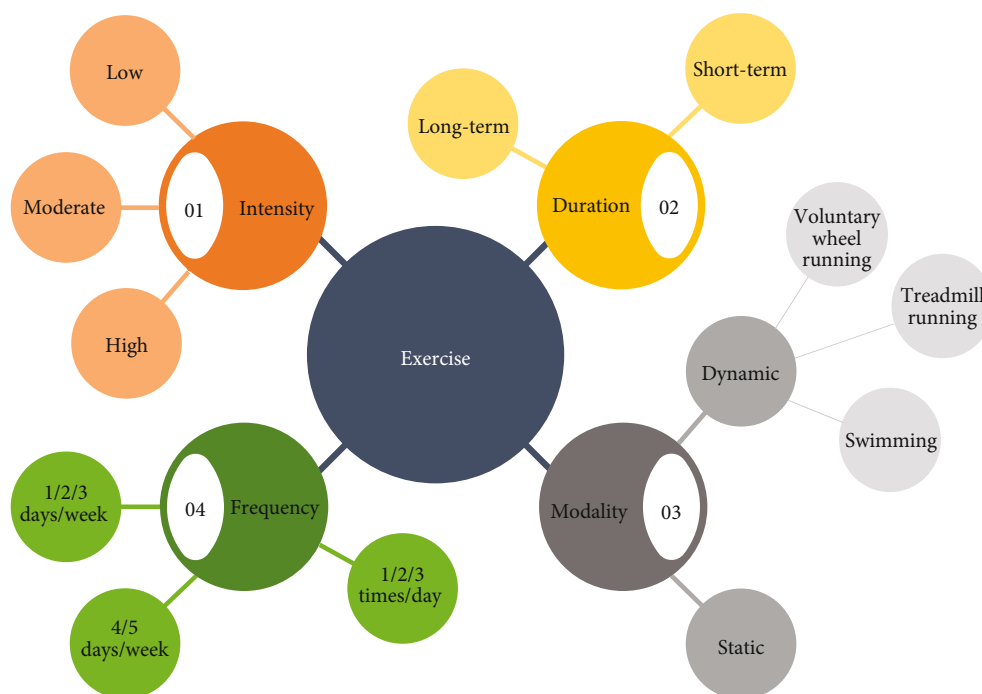 Low
Moderate
High
01
Intensity
Long-term
Short-term
Duration
02
Exercise
Voluntary
wheel
running
Treadmill
running
Swimming
Dynamic
Modality
03
Static
1/2/3
days/week
4/5
days/week
04
Frequency
1/2/3
times/day